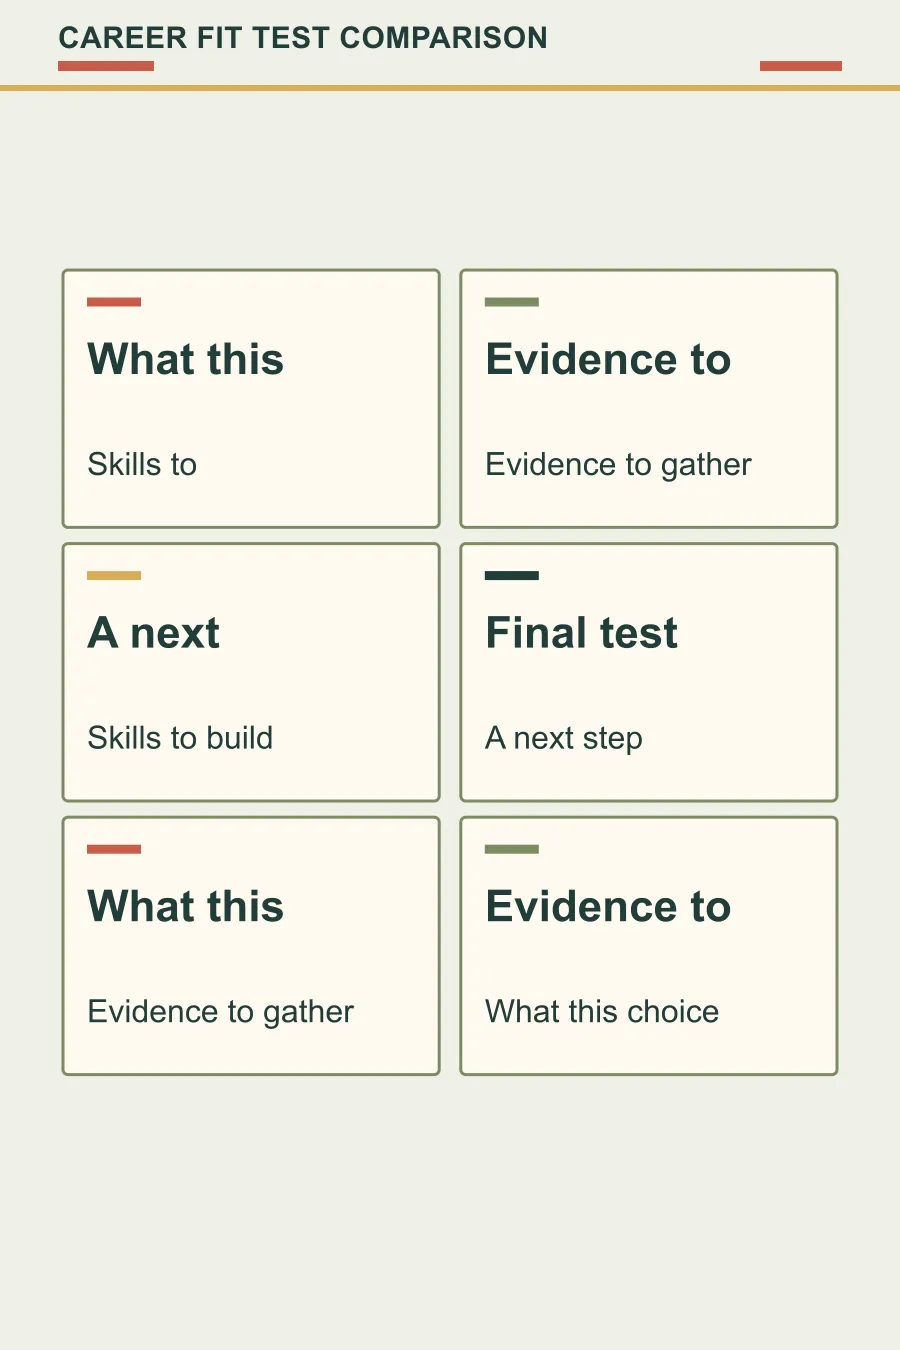 CAREER FIT TEST COMPARISON
What this
Skills to
Evidence to
Evidence to gather
A next
Skills to build
Final test
A next step
What this
Evidence to gather
Evidence to
What this choice